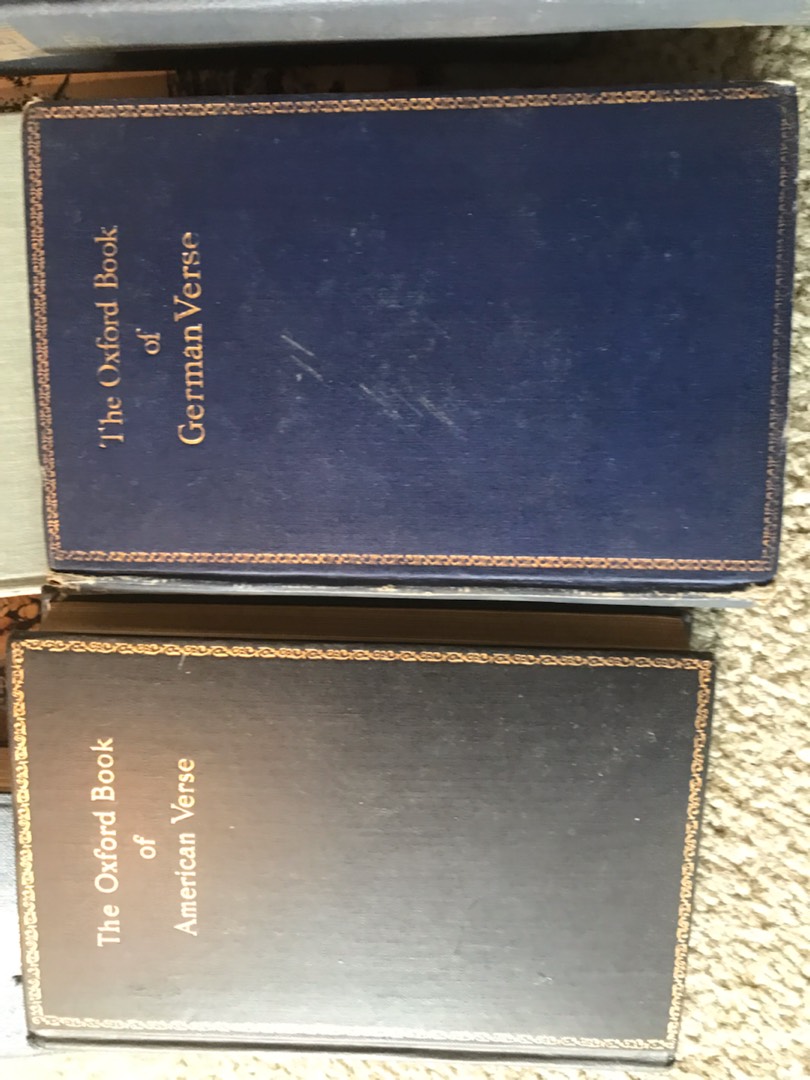 The Oxford Book
of
German Verse
The Oxford Book
of
American Verse